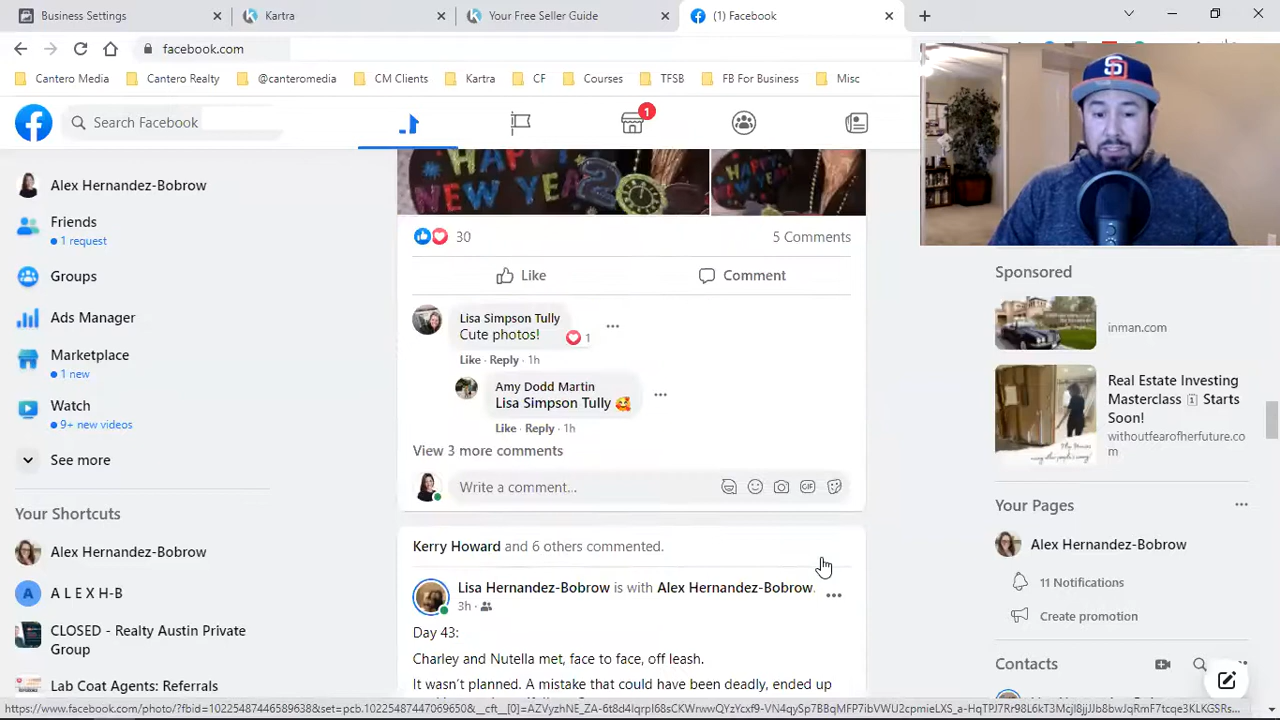 Business Settings
Kartra
Your Free Seller Guide
(1) Facebook
facebook.com
Cantero Media
Cantero Realty
@canteromedia
CM Clients
Kartra
CF
Courses
TFSB
FB For Business
Misc
Search Facebook
1
Alex Hernandez-Bobrow
Friends
1 request
Groups
Ads Manager
Marketplace
1 new
Watch
9+ new videos
See more
Your Shortcuts
Alex Hernandez-Bobrow
A L E X H-B
CLOSED - Realty Austin Private
Group
Lab Coat Agents: Referrals
HAPPY
NEW YEA
30
5 Comments
Like
Comment
Lisa Simpson Tully
Cute photos!
1
Like · Reply · 1h
Amy Dodd Martin
Lisa Simpson Tully 🥰
Like · Reply · 1h
View 3 more comments
Write a comment...
GIF
Kerry Howard and 6 others commented.
Lisa Hernandez-Bobrow is with Alex Hernandez-Bobrow.
3h
Day 43:
Charley and Nutella met, face to face, off leash.
It wasn't planned. A mistake that could have been deadly, ended up
Sponsored
inman.com
Real Estate Investing
Masterclass Starts
Soon!
withoutfearofherfuture.co
m
Your Pages
Alex Hernandez-Bobrow
11 Notifications
Create promotion
Contacts